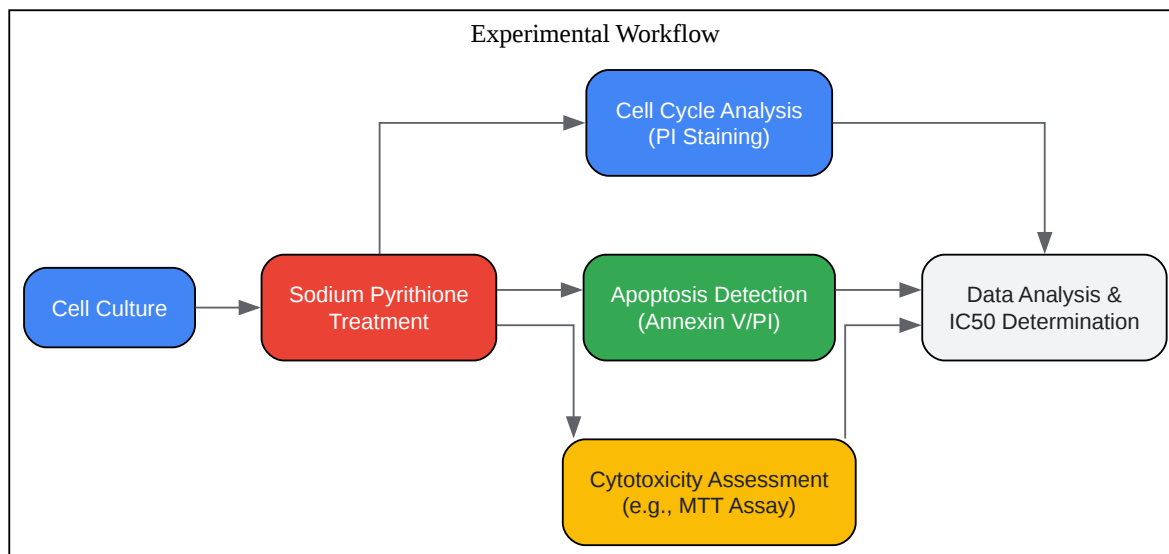 Experimental Workflow
Cell Cycle Analysis
(PI Staining)
Cell Culture
Sodium Pyrithione
Treatment
Apoptosis Detection
(Annexin V/PI)
Data Analysis &
IC50 Determination
Cytotoxicity Assessment
(e.g., MTT Assay)